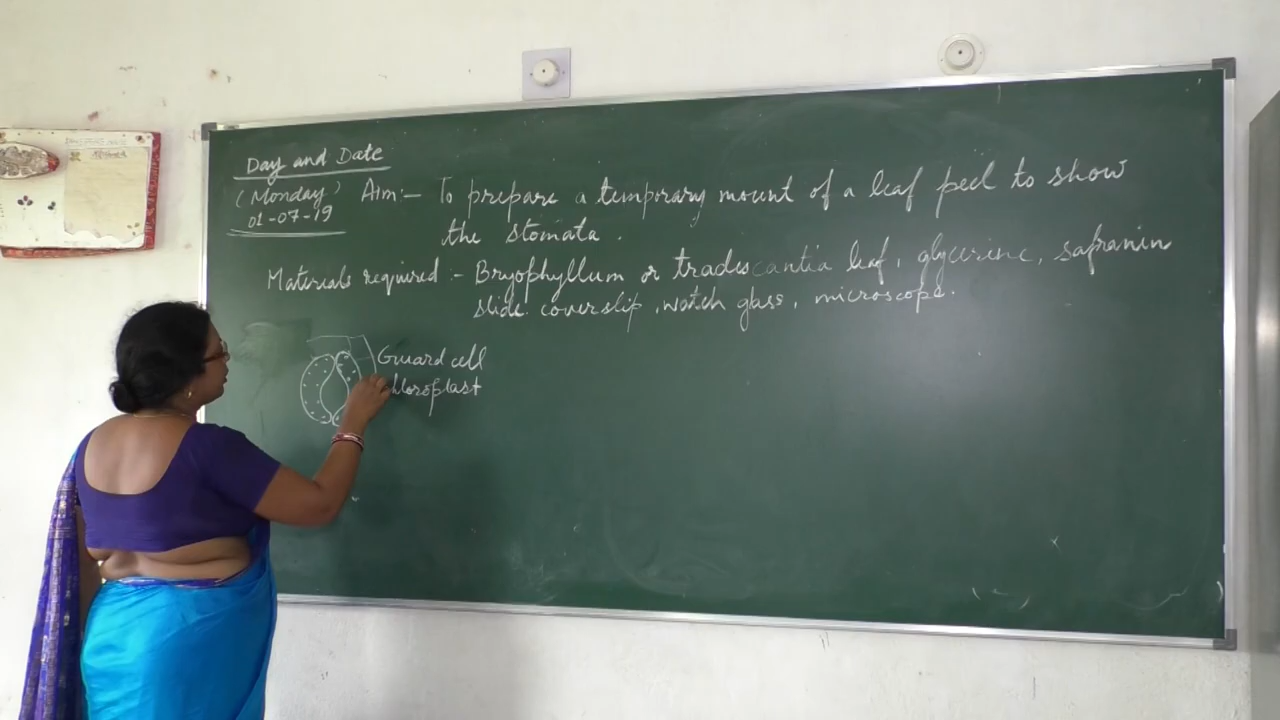 Day and Date
(Monday) Aim:- To prepare a temporary mount of a leaf peel to show
01-07-19
the stomata.
Materials required :- Bryophyllum or tradescantia leaf, glycerine, safranin
slide. coverslip, watch glass, microscope.
Guard cell
chloroplast